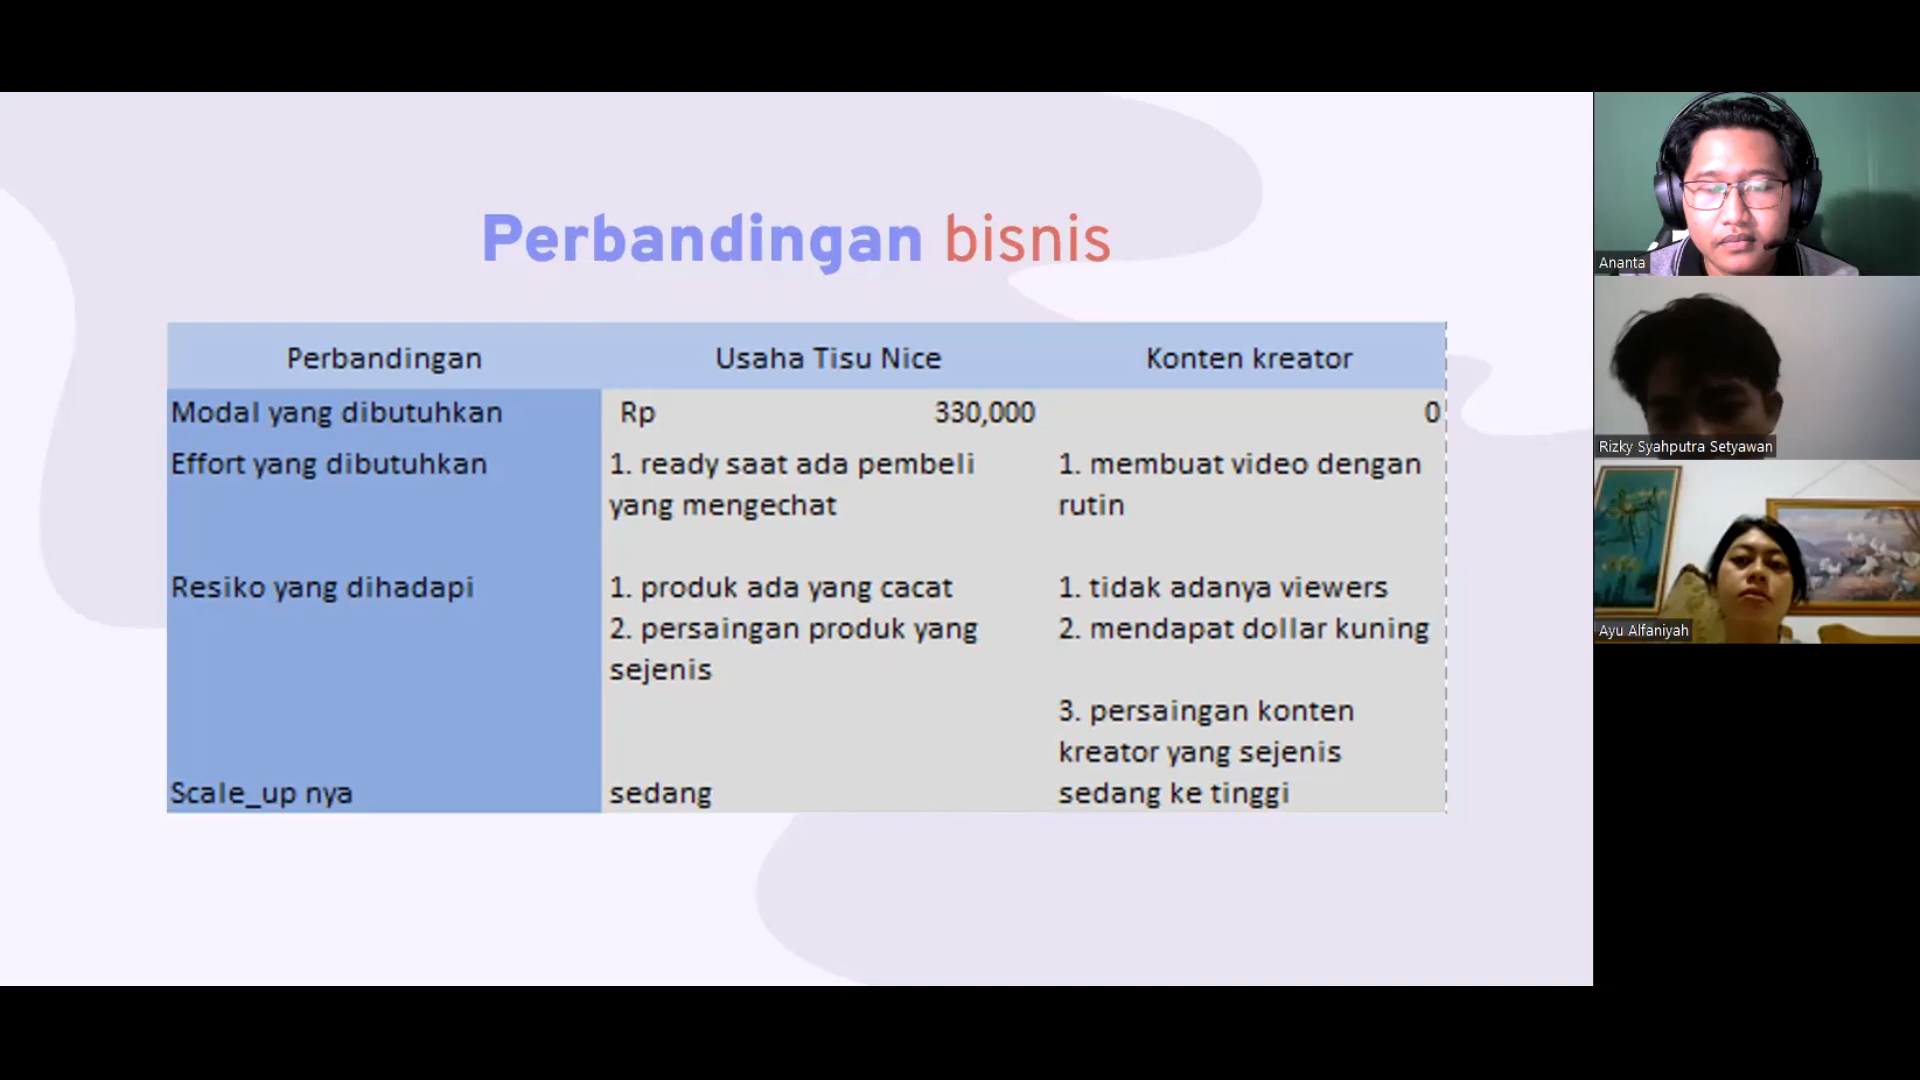 Perbandingan bisnis
Perbandingan Usaha Tisu Nice Konten kreator
Modal yang dibutuhkan Rp 330,000 0
Effort yang dibutuhkan 1. ready saat ada pembeli 1. membuat video dengan
yang mengechat rutin
Resiko yang dihadapi 1. produk ada yang cacat 1. tidak adanya viewers
2. persaingan produk yang 2. mendapat dollar kuning
sejenis
3. persaingan konten
kreator yang sejenis
Scale_up nya sedang sedang ke tinggi
Ananta
Rizky Syahputra Setyawan
Ayu Alfaniyah